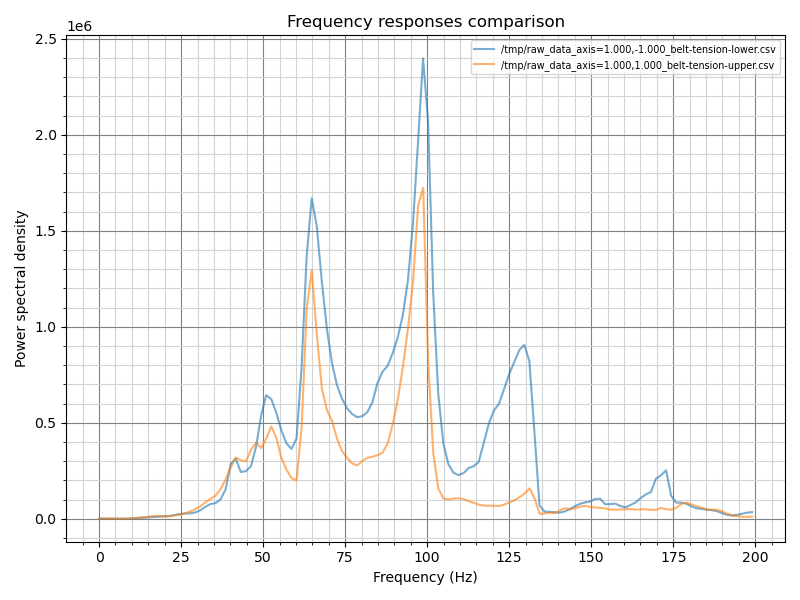 Frequency responses comparison
1e6
/tmp/raw_data_axis=1.000,-1.000_belt-tension-lower.csv
/tmp/raw_data_axis=1.000,1.000_belt-tension-upper.csv
2.5
2.0
1.5
1.0
0.5
0.0
Power spectral density
0 25 50 75 100 125 150 175 200
Frequency (Hz)